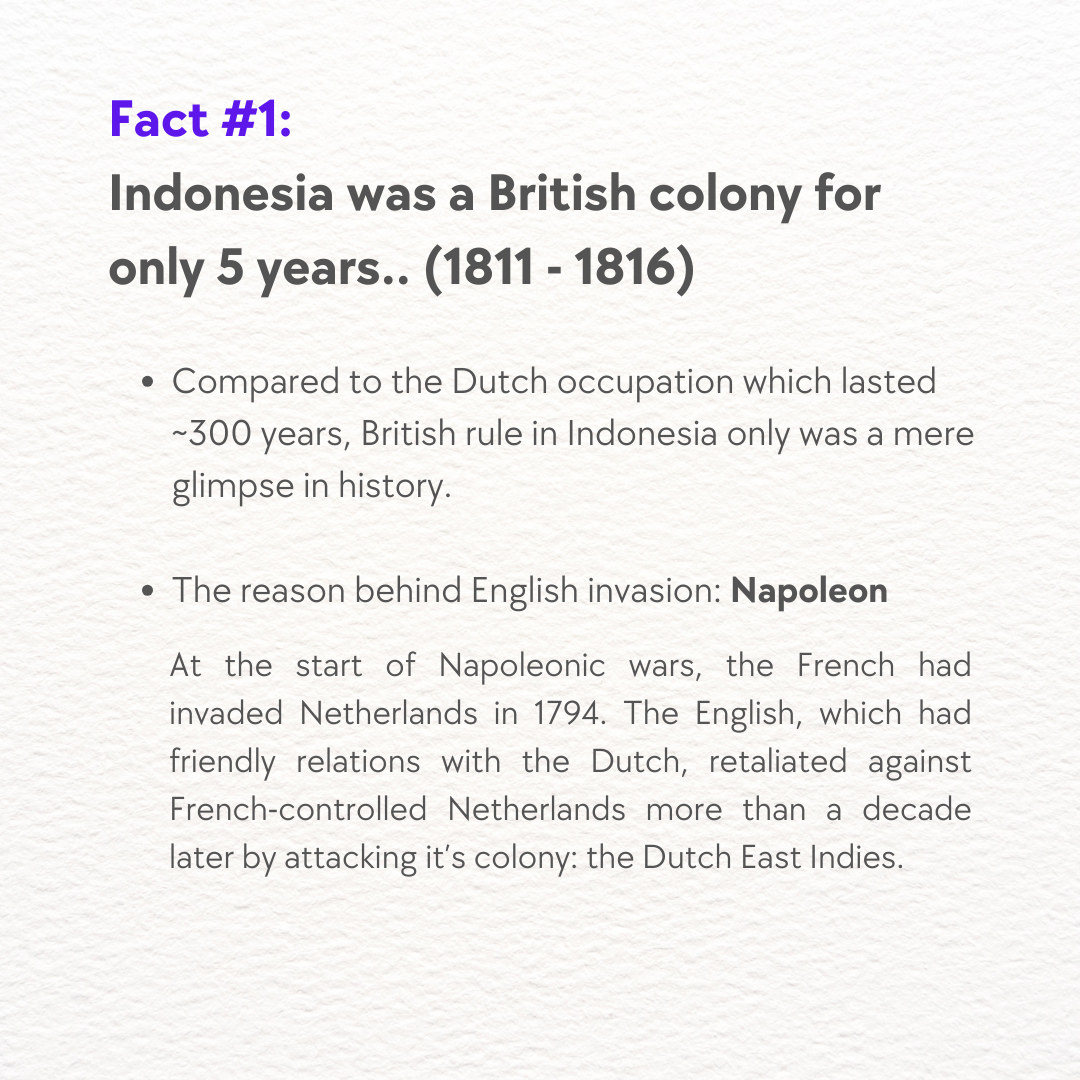 Fact #1:
Indonesia was a British colony for
only 5 years.. (1811 - 1816)
• Compared to the Dutch occupation which lasted
~300 years, British rule in Indonesia only was a mere
glimpse in history.
• The reason behind English invasion: Napoleon
At the start of Napoleonic wars, the French had
invaded Netherlands in 1794. The English, which had
friendly relations with the Dutch, retaliated against
French-controlled Netherlands more than a decade
later by attacking it's colony: the Dutch East Indies.